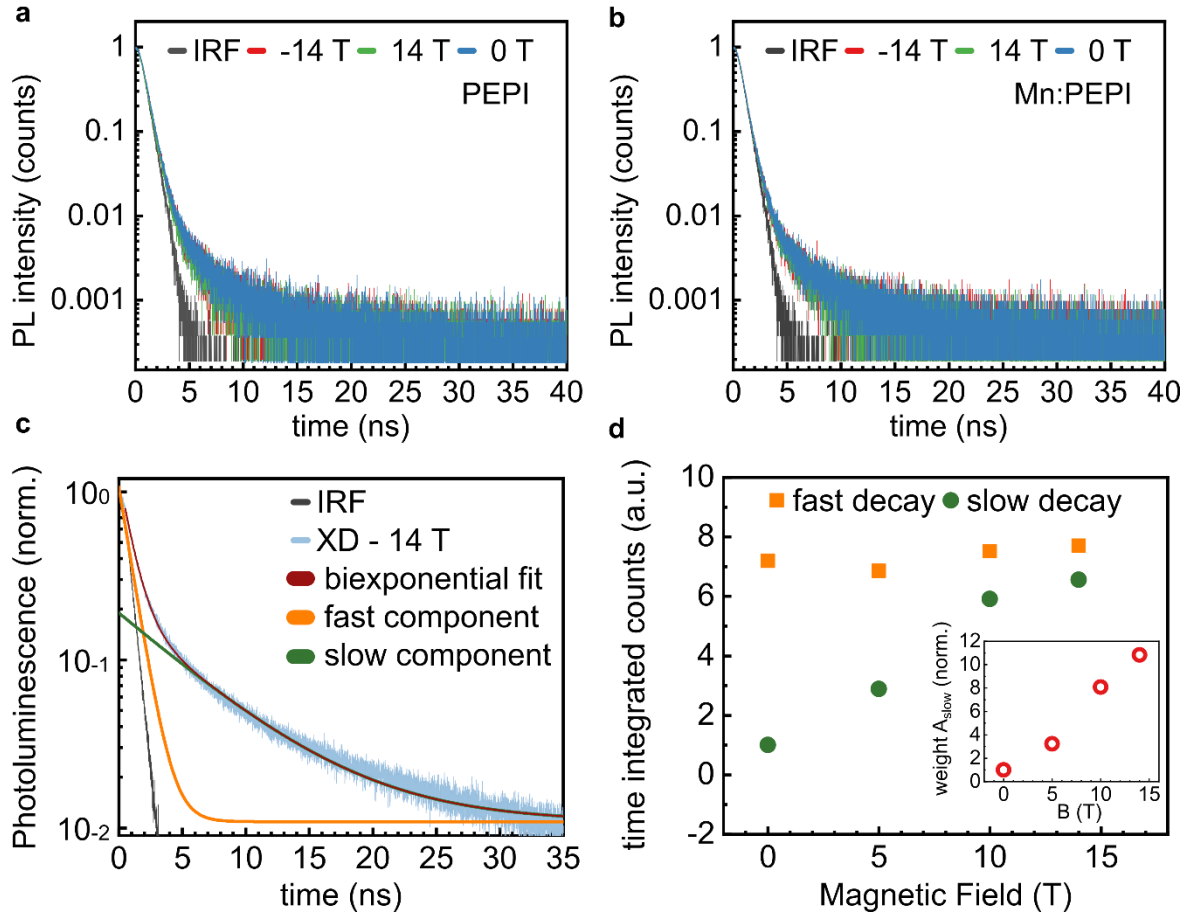 a
IRF -14 T 14 T 0 T
PEPI
1
0.1
0.01
0.001
PL intensity (counts)
0 5 10 15 20 25 30 35 40
time (ns)
b
IRF -14 T 14 T 0 T
Mn:PEPI
1
0.1
0.01
0.001
PL intensity (counts)
0 5 10 15 20 25 30 35 40
time (ns)
c
IRF
XD - 14 T
biexponential fit
fast component
slow component
10⁰
10⁻¹
10⁻²
Photoluminescence (norm.)
0 5 10 15 20 25 30 35
time (ns)
d
fast decay slow decay
10
8
6
4
2
0
-2
time integrated counts (a.u.)
0 5 10 15
Magnetic Field (T)
12
10
8
6
4
2
0
weight Aslow (norm.)
0 5 10 15
B (T)